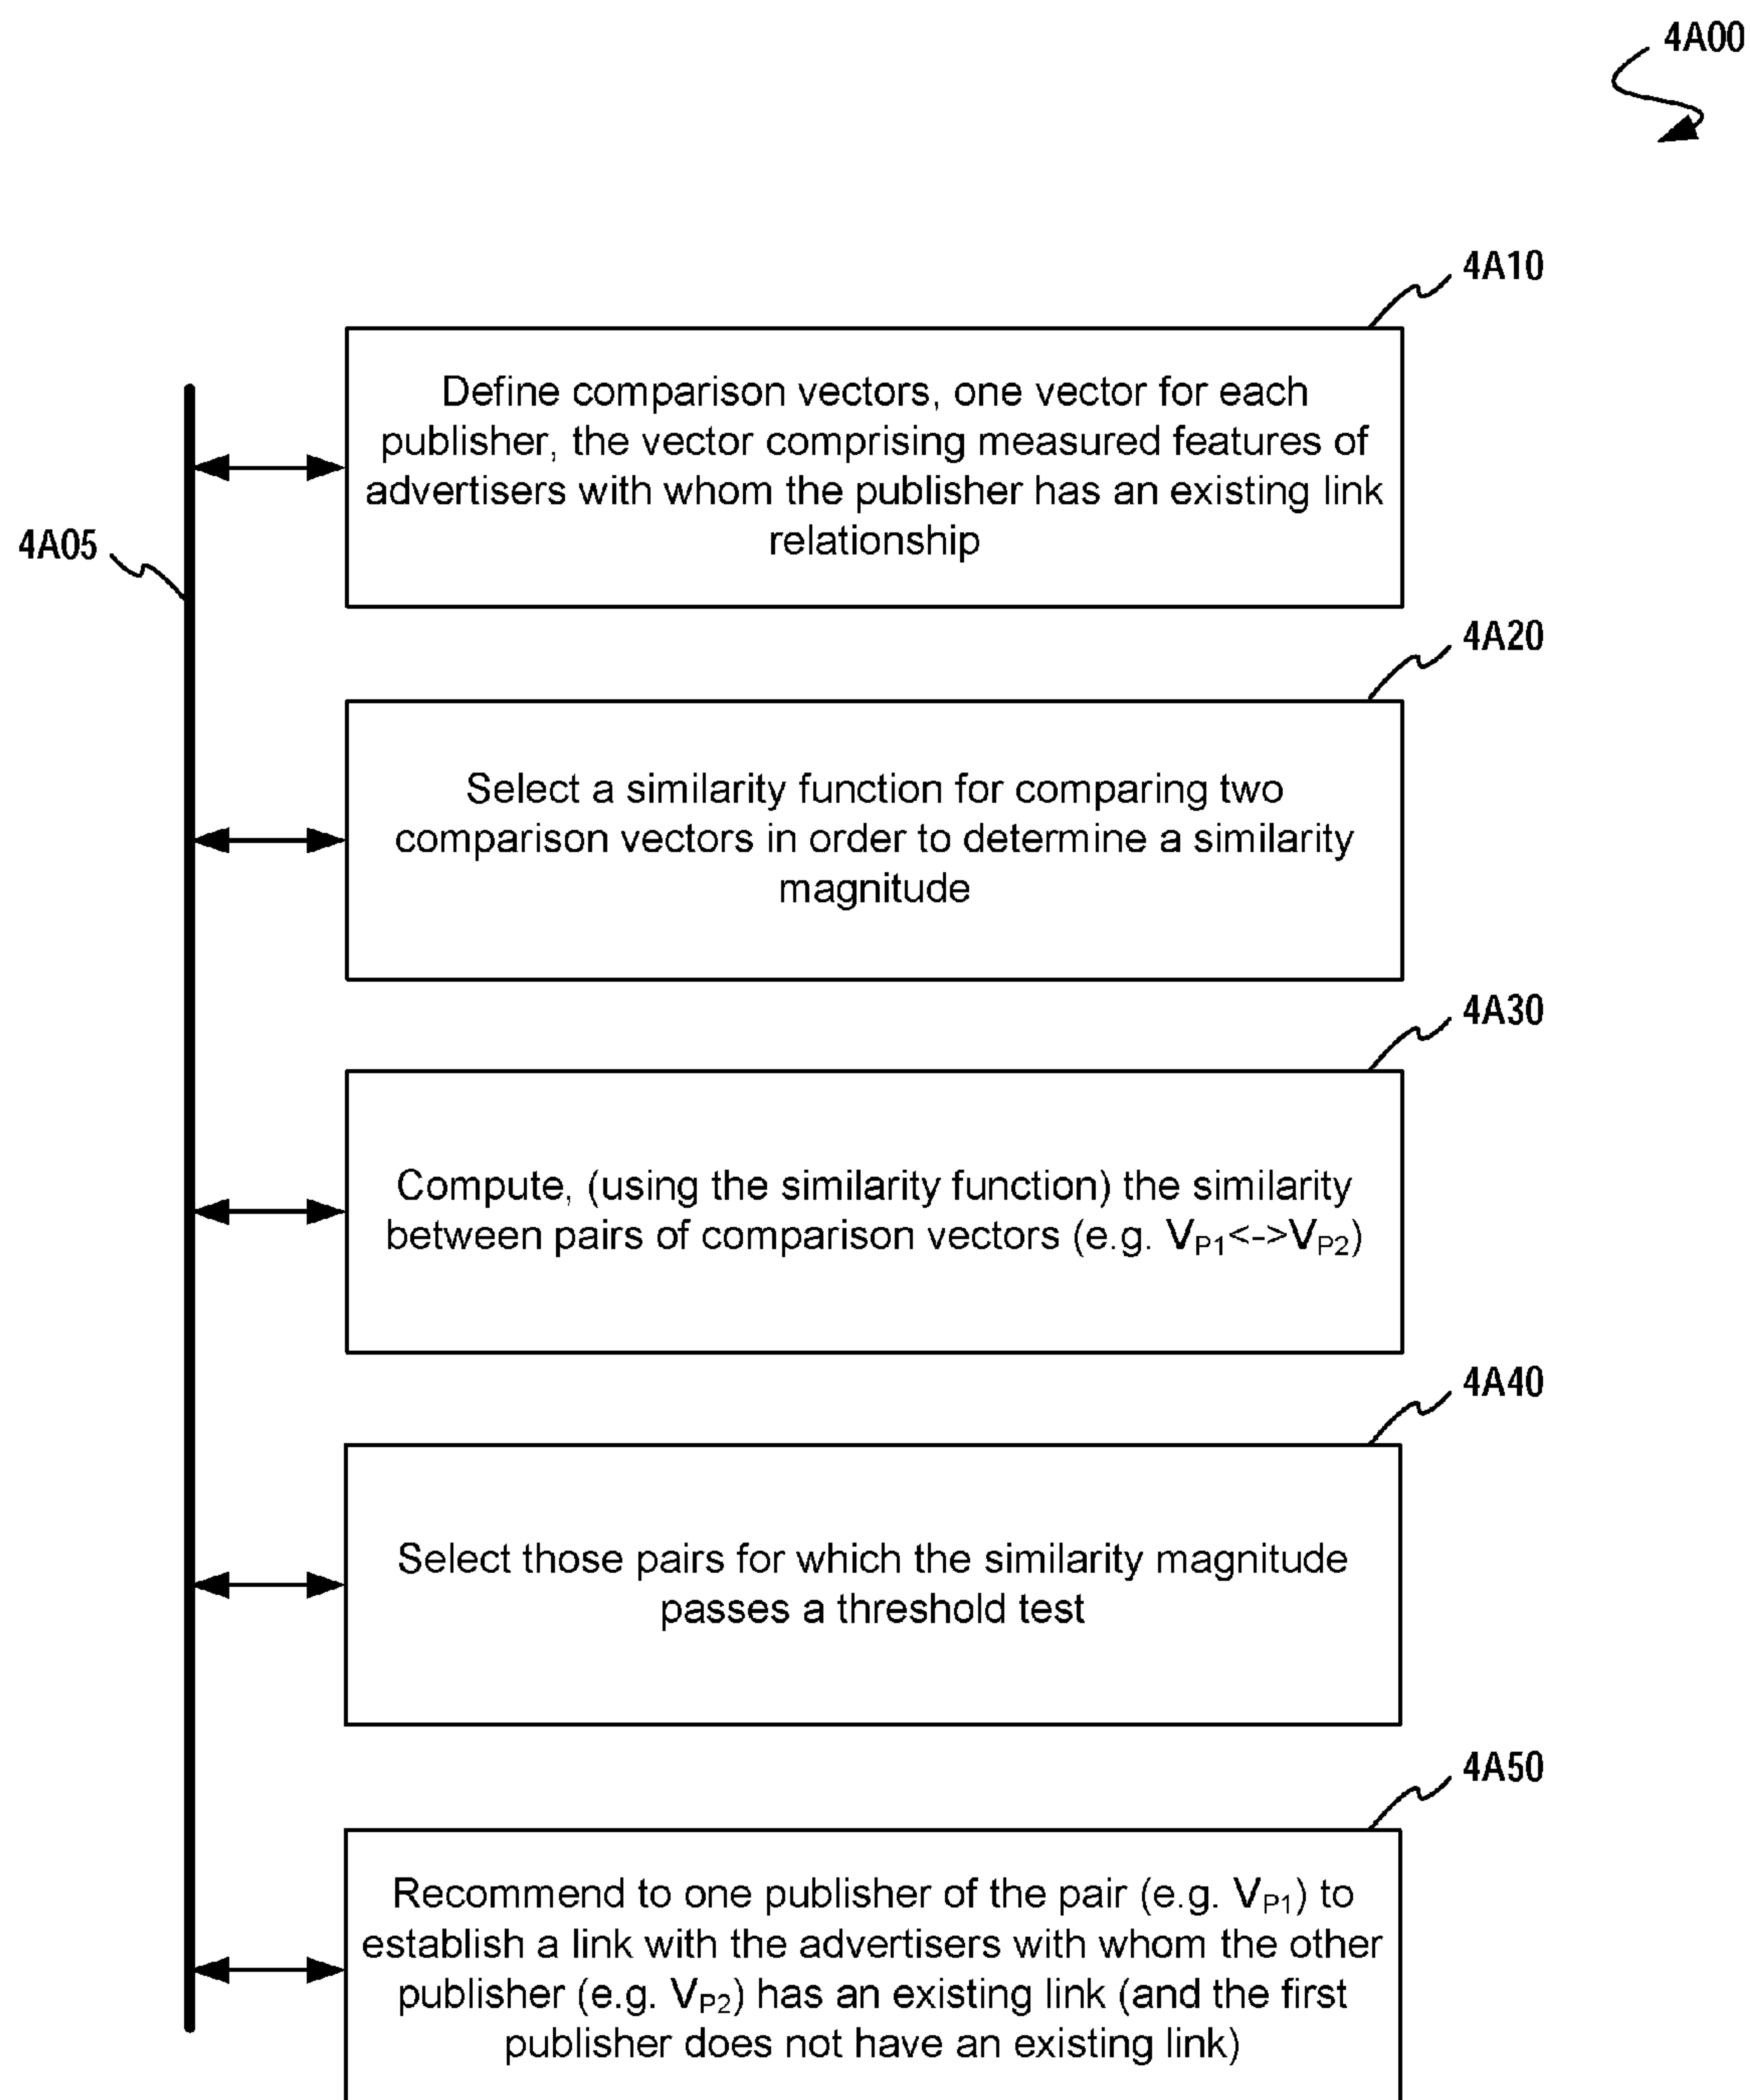 4A00
4A10
Define comparison vectors, one vector for each
publisher, the vector comprising measured features of
advertisers with whom the publisher has an existing link
relationship
4A05
4A20
Select a similarity function for comparing two
comparison vectors in order to determine a similarity
magnitude
4A30
Compute, (using the similarity function) the similarity
between pairs of comparison vectors (e.g. VP1<->VP2)
4A40
Select those pairs for which the similarity magnitude
passes a threshold test
4A50
Recommend to one publisher of the pair (e.g. VP1) to
establish a link with the advertisers with whom the other
publisher (e.g. VP2) has an existing link (and the first
publisher does not have an existing link)